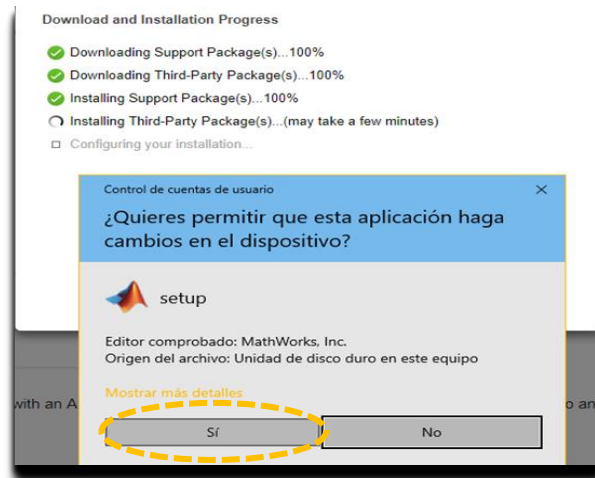 Download and Installation Progress
Downloading Support Package(s)...100%
Downloading Third-Party Package(s)...100%
Installing Support Package(s)...100%
Installing Third-Party Package(s)...(may take a few minutes)
Configuring your installation...
Control de cuentas de usuario
¿Quieres permitir que esta aplicación haga
cambios en el dispositivo?
setup
Editor comprobado: MathWorks, Inc.
Origen del archivo: Unidad de disco duro en este equipo
Mostrar más detalles
with an A
o an
Sí No